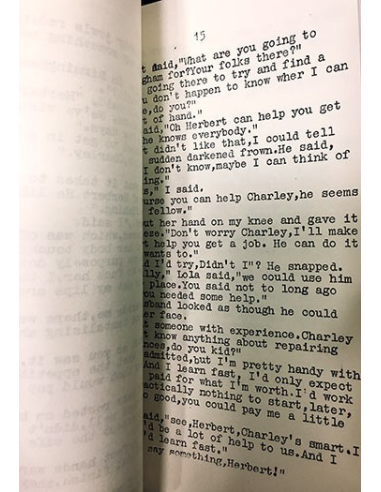 15
said,"What are you going to
gham for?Your folks there?"
going there to try and find a
u don't happen to know wher I can
e,do you?"
t of hand."
aid,"Oh Herbert can help you get
he knows everybody."
t didn't like that,I could tell
sudden darkened frown.He said,
I don't know,maybe I can think of
ing."
s," I said.
urse you can help Charley,he seems
fellow."
ut her hand on my knee and gave it
eese."Don't worry Charley,I'll make
rt help you get a job. He can do it
wants to."
d I'd try,Didn't I"? He snapped.
lly," Lola said,"we could use him
place.You said not to long ago
ou needed some help."
sband looked as though he could
er face.
t someone with experience.Charley
t know anything about repairing
nces,do you kid?"
admitted,but I'm pretty handy with
And I learn fast, I'd only expect
paid for what I'm worth.I'd work
actically nothing to start,later,
o good,you could pay me a little
said,"see,Herbert,Charley's smart.I
'd be a lot of help to us.And I
'd learn fast."
say something,Herbert!"